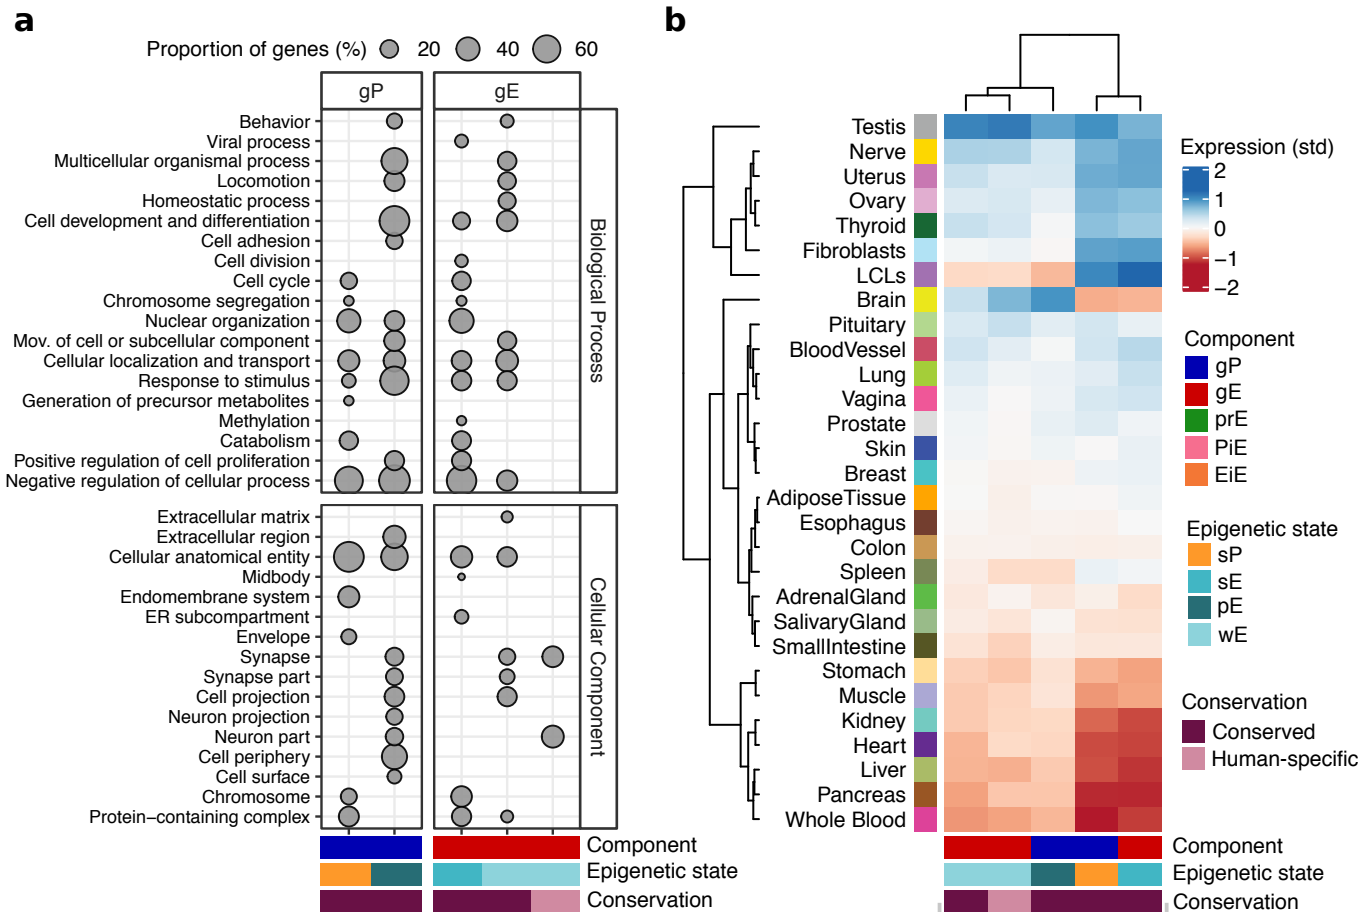 a
Proportion of genes (%) 20 40 60
gP gE
Behavior
Viral process
Multicellular organismal process
Locomotion
Homeostatic process
Cell development and differentiation
Cell adhesion
Cell division
Cell cycle
Chromosome segregation
Nuclear organization
Mov. of cell or subcellular component
Cellular localization and transport
Response to stimulus
Generation of precursor metabolites
Methylation
Catabolism
Positive regulation of cell proliferation
Negative regulation of cellular process
Biological Process
Extracellular matrix
Extracellular region
Cellular anatomical entity
Midbody
Endomembrane system
ER subcompartment
Envelope
Synapse
Synapse part
Cell projection
Neuron projection
Neuron part
Cell periphery
Cell surface
Chromosome
Protein−containing complex
Cellular Component
Component
Epigenetic state
Conservation
b
Testis
Nerve
Uterus
Ovary
Thyroid
Fibroblasts
LCLs
Brain
Pituitary
BloodVessel
Lung
Vagina
Prostate
Skin
Breast
AdiposeTissue
Esophagus
Colon
Spleen
AdrenalGland
SalivaryGland
SmallIntestine
Stomach
Muscle
Kidney
Heart
Liver
Pancreas
Whole Blood
Component
Epigenetic state
Conservation
Expression (std)
2
1
0
−1
−2
Component
gP
gE
prE
PiE
EiE
Epigenetic state
sP
sE
pE
wE
Conservation
Conserved
Human-specific